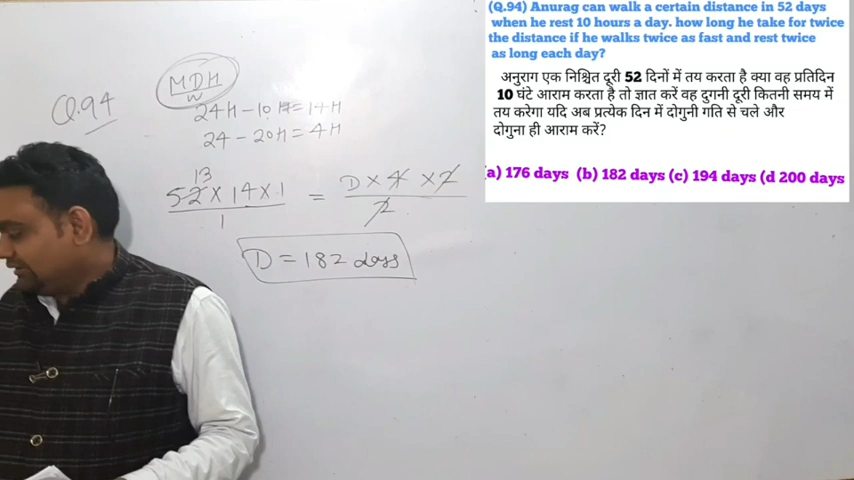 (Q.94) Anurag can walk a certain distance in 52 days
when he rest 10 hours a day. how long he take for twice
the distance if he walks twice as fast and rest twice
as long each day?
अनुराग एक निश्चित दूरी 52 दिनों में तय करता है क्या वह प्रतिदिन
10 घंटे आराम करता है तो ज्ञात करें वह दुगनी दूरी कितनी समय में
तय करेगा यदि अब प्रत्येक दिन में दोगुनी गति से चले और
दोगुना ही आराम करें?
a) 176 days (b) 182 days (c) 194 days (d 200 days
Q.94
MDH
W
24H - 10H = 14H
24 - 20H = 4H
13
52 X 14 X 1 = D X 4 X 2
1 2
D = 182 days